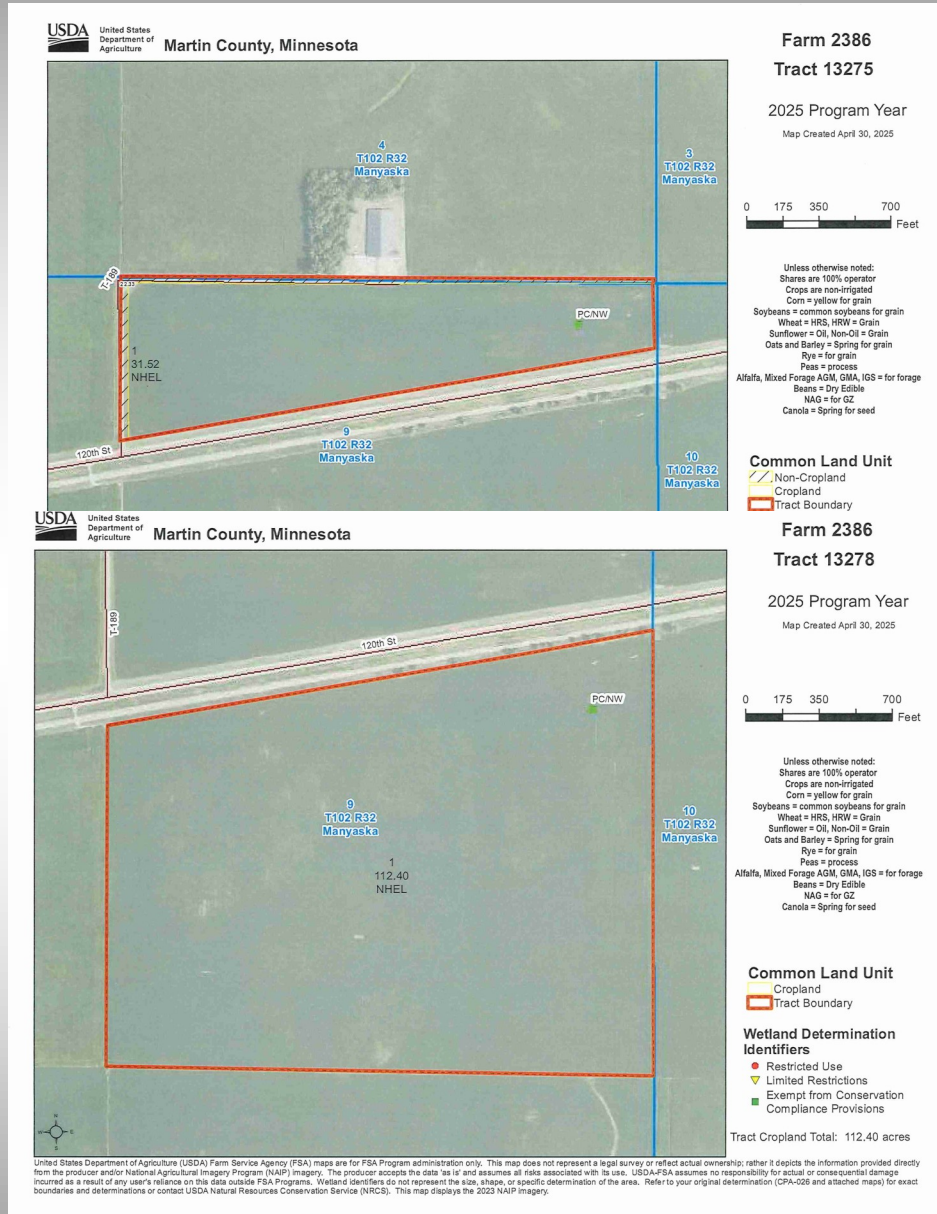 USDA
United States
Department of
Agriculture
Martin County, Minnesota
Farm 2386
Tract 13275
2025 Program Year
Map Created April 30, 2025
4
T102 R32
Manyaska
3
T102 R32
Manyaska
0 175 350 700
Feet
T-189
PC/NW
1
31.52
NHEL
120th St
9
T102 R32
Manyaska
10
T102 R32
Manyaska
Unless otherwise noted:
Shares are 100% operator
Crops are non-irrigated
Corn = yellow for grain
Soybeans = common soybeans for grain
Wheat = HRS, HRW = Grain
Sunflower = Oil, Non-Oil = Grain
Oats and Barley = Spring for grain
Rye = for grain
Peas = process
Alfalfa, Mixed Forage AGM, GMA, IGS = for forage
Beans = Dry Edible
NAG = for GZ
Canola = Spring for seed
Common Land Unit
Non-Cropland
Cropland
Tract Boundary
USDA
United States
Department of
Agriculture
Martin County, Minnesota
Farm 2386
Tract 13278
2025 Program Year
Map Created April 30, 2025
T-189
120th St
PC/NW
9
T102 R32
Manyaska
10
T102 R32
Manyaska
1
112.40
NHEL
0 175 350 700
Feet
Unless otherwise noted:
Shares are 100% operator
Crops are non-irrigated
Corn = yellow for grain
Soybeans = common soybeans for grain
Wheat = HRS, HRW = Grain
Sunflower = Oil, Non-Oil = Grain
Oats and Barley = Spring for grain
Rye = for grain
Peas = process
Alfalfa, Mixed Forage AGM, GMA, IGS = for forage
Beans = Dry Edible
NAG = for GZ
Canola = Spring for seed
Common Land Unit
Cropland
Tract Boundary
Wetland Determination
Identifiers
Restricted Use
Limited Restrictions
Exempt from Conservation
Compliance Provisions
N
W E
S
Tract Cropland Total: 112.40 acres
United States Department of Agriculture (USDA) Farm Service Agency (FSA) maps are for FSA Program administration only. This map does not represent a legal survey or reflect actual ownership; rather it depicts the information provided directly
from the producer and/or National Agricultural Imagery Program (NAIP) imagery. The producer accepts the data 'as is' and assumes all risks associated with its use. USDA-FSA assumes no responsibility for actual or consequential damage
incurred as a result of any user's reliance on this data outside FSA Programs. Wetland identifiers do not represent the size, shape, or specific determination of the area. Refer to your original determination (CPA-026 and attached maps) for exact
boundaries and determinations or contact USDA Natural Resources Conservation Service (NRCS). This map displays the 2023 NAIP imagery.